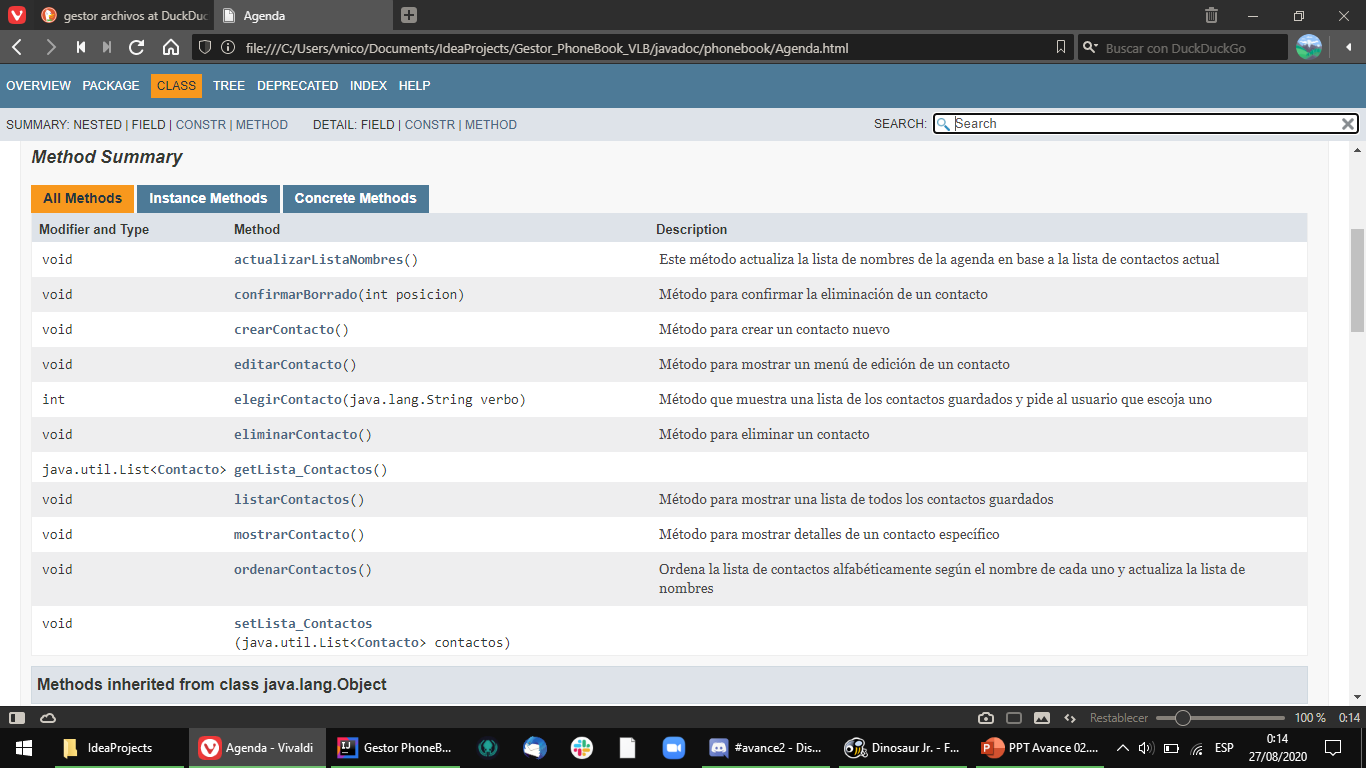 gestor archivos at DuckDuc
Agenda
file:///C:/Users/vnico/Documents/IdeaProjects/Gestor_PhoneBook_VLB/javadoc/phonebook/Agenda.html
Buscar con DuckDuckGo
OVERVIEW PACKAGE CLASS TREE DEPRECATED INDEX HELP
SUMMARY: NESTED | FIELD | CONSTR | METHOD DETAIL: FIELD | CONSTR | METHOD SEARCH: Search
Method Summary
All Methods Instance Methods Concrete Methods
Modifier and Type Method Description
void actualizarListaNombres() Este método actualiza la lista de nombres de la agenda en base a la lista de contactos actual
void confirmarBorrado(int posicion) Método para confirmar la eliminación de un contacto
void crearContacto() Método para crear un contacto nuevo
void editarContacto() Método para mostrar un menú de edición de un contacto
int elegirContacto(java.lang.String verbo) Método que muestra una lista de los contactos guardados y pide al usuario que escoja uno
void eliminarContacto() Método para eliminar un contacto
java.util.List<Contacto> getLista_Contactos()
void listarContactos() Método para mostrar una lista de todos los contactos guardados
void mostrarContacto() Método para mostrar detalles de un contacto específico
void ordenarContactos() Ordena la lista de contactos alfabéticamente según el nombre de cada uno y actualiza la lista de
nombres
void setLista_Contactos
(java.util.List<Contacto> contactos)
Methods inherited from class java.lang.Object
Restablecer 100 % 0:14
IdeaProjects
Agenda - Vivaldi
Gestor PhoneB...
#avance2 - Dis...
Dinosaur Jr. - F...
PPT Avance 02....
ESP
0:14
27/08/2020